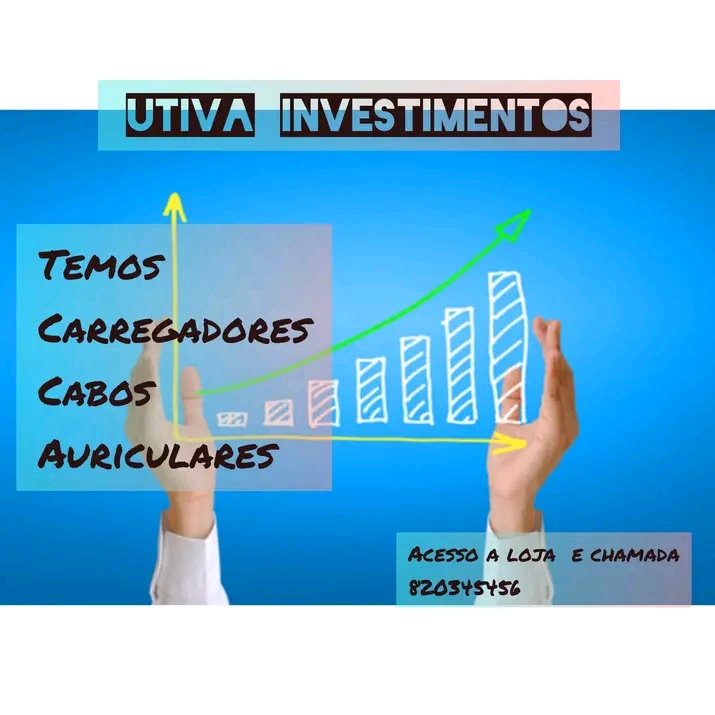 UTIVA INVESTIMENTOS
TEMOS
CARREGADORES
CABOS
AURICULARES
ACESSO A LOJA E CHAMADA
820345456